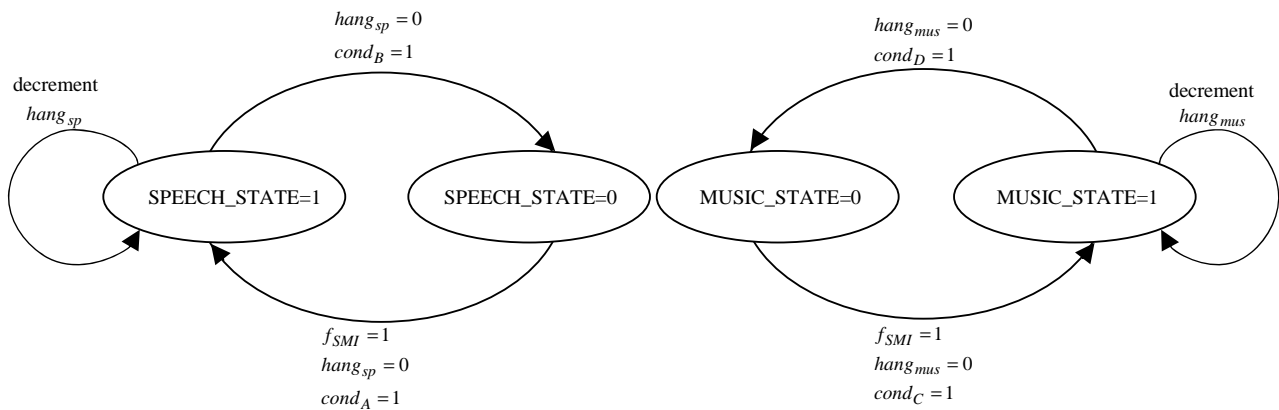 hang_sp = 0
cond_B = 1
decrement
hang_sp
SPEECH_STATE=1
SPEECH_STATE=0
f_SMI = 1
hang_sp = 0
cond_A = 1
hang_mus = 0
cond_D = 1
decrement
hang_mus
MUSIC_STATE=0
MUSIC_STATE=1
f_SMI = 1
hang_mus = 0
cond_C = 1